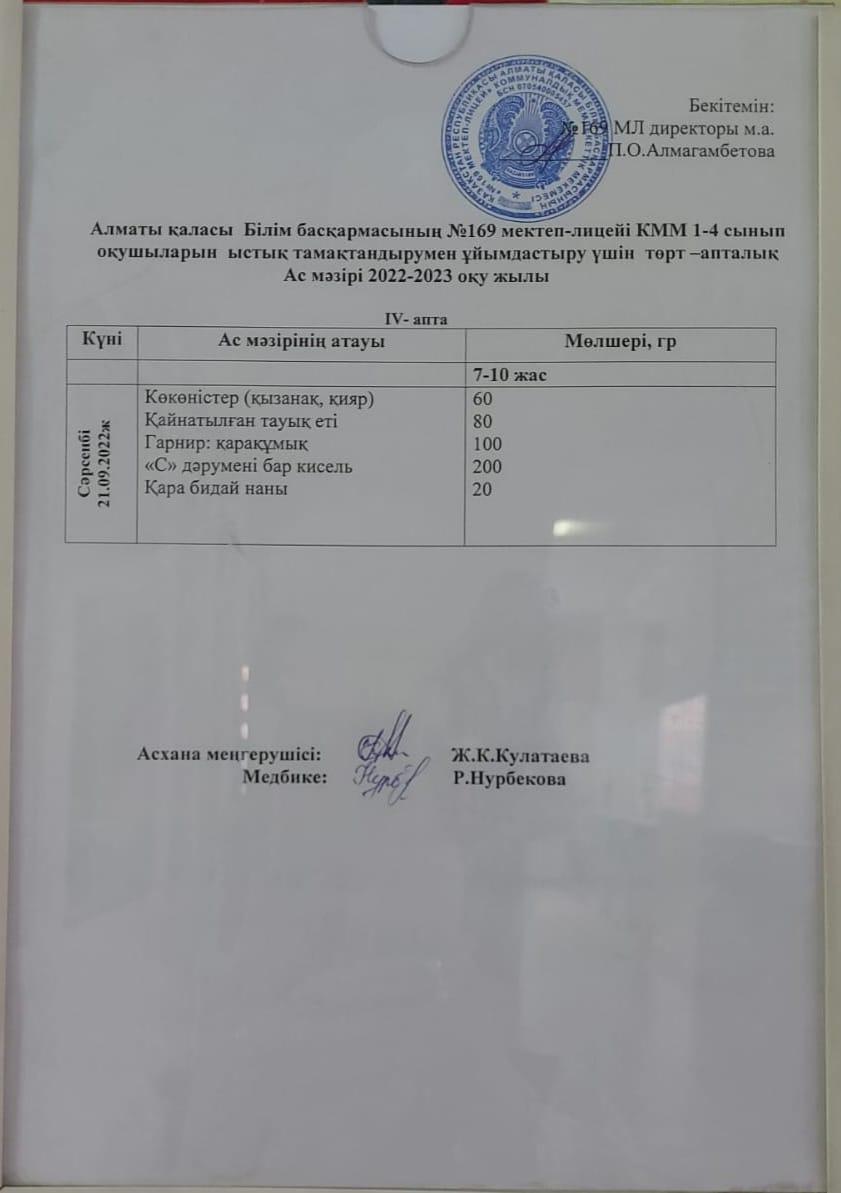 Бекітемін:
№169 МЛ директоры м.а.
П.О.Алмагамбетова
Алматы қаласы Білім басқармасының №169 мектеп-лицейі КММ 1-4 сынып
оқушыларын ыстық тамақтандырумен ұйымдастыру үшін төрт –апталық
Ас мәзірі 2022-2023 оқу жылы
IV- апта
Күні Ас мәзірінің атауы Мөлшері, гр
7-10 жас
Сәрсенбі
21.09.2022ж
Көкөністер (қызанақ, қияр) 60
Қайнатылған тауық еті 80
Гарнир: қарақұмық 100
«С» дәрумені бар кисель 200
Қара бидай наны 20
Асхана меңгерушісі: Ж.К.Кулатаева
Медбике: Р.Нурбекова